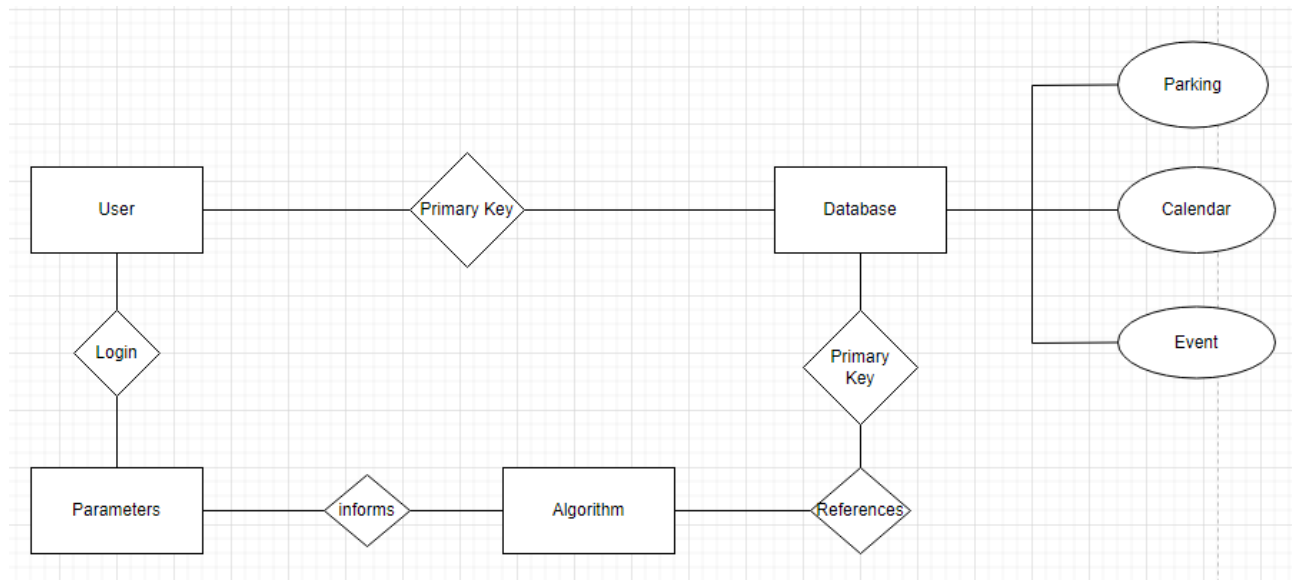 Parking
User
Primary Key
Database
Calendar
Event
Login
Primary
Key
Parameters
informs
Algorithm
References